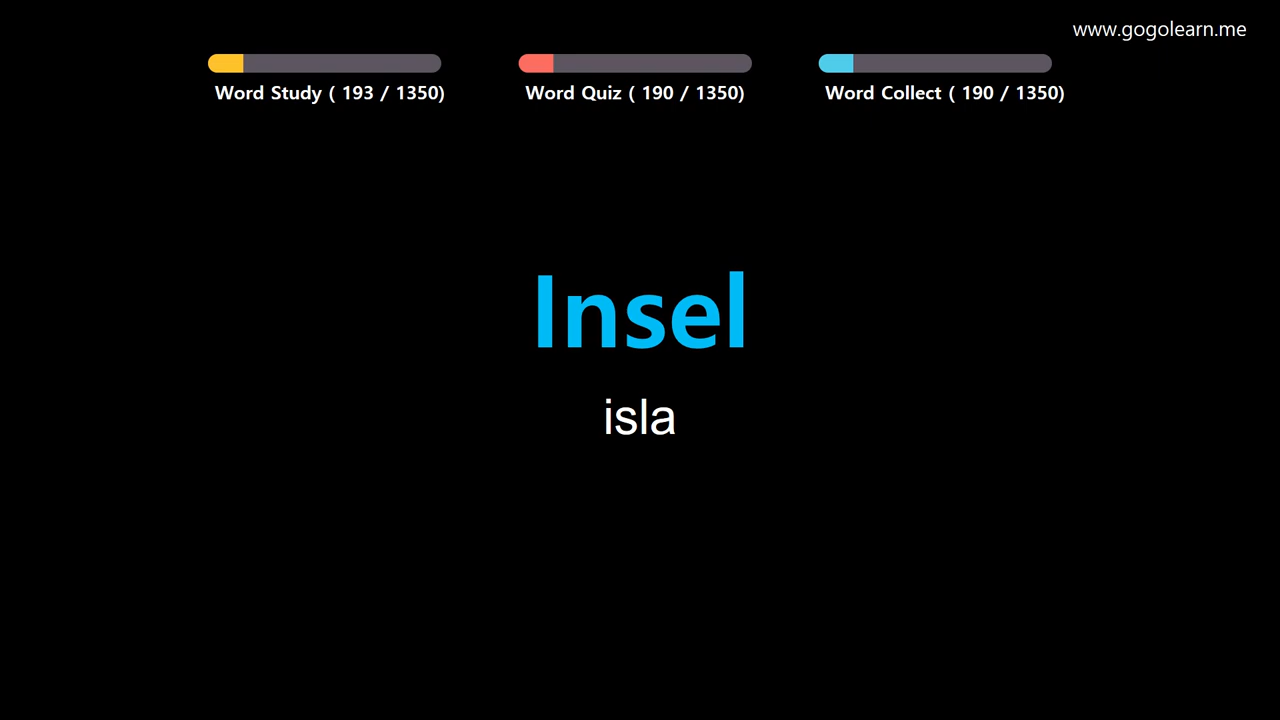 www.gogolearn.me
Word Study ( 193 / 1350)
Word Quiz ( 190 / 1350)
Word Collect ( 190 / 1350)
Insel
isla